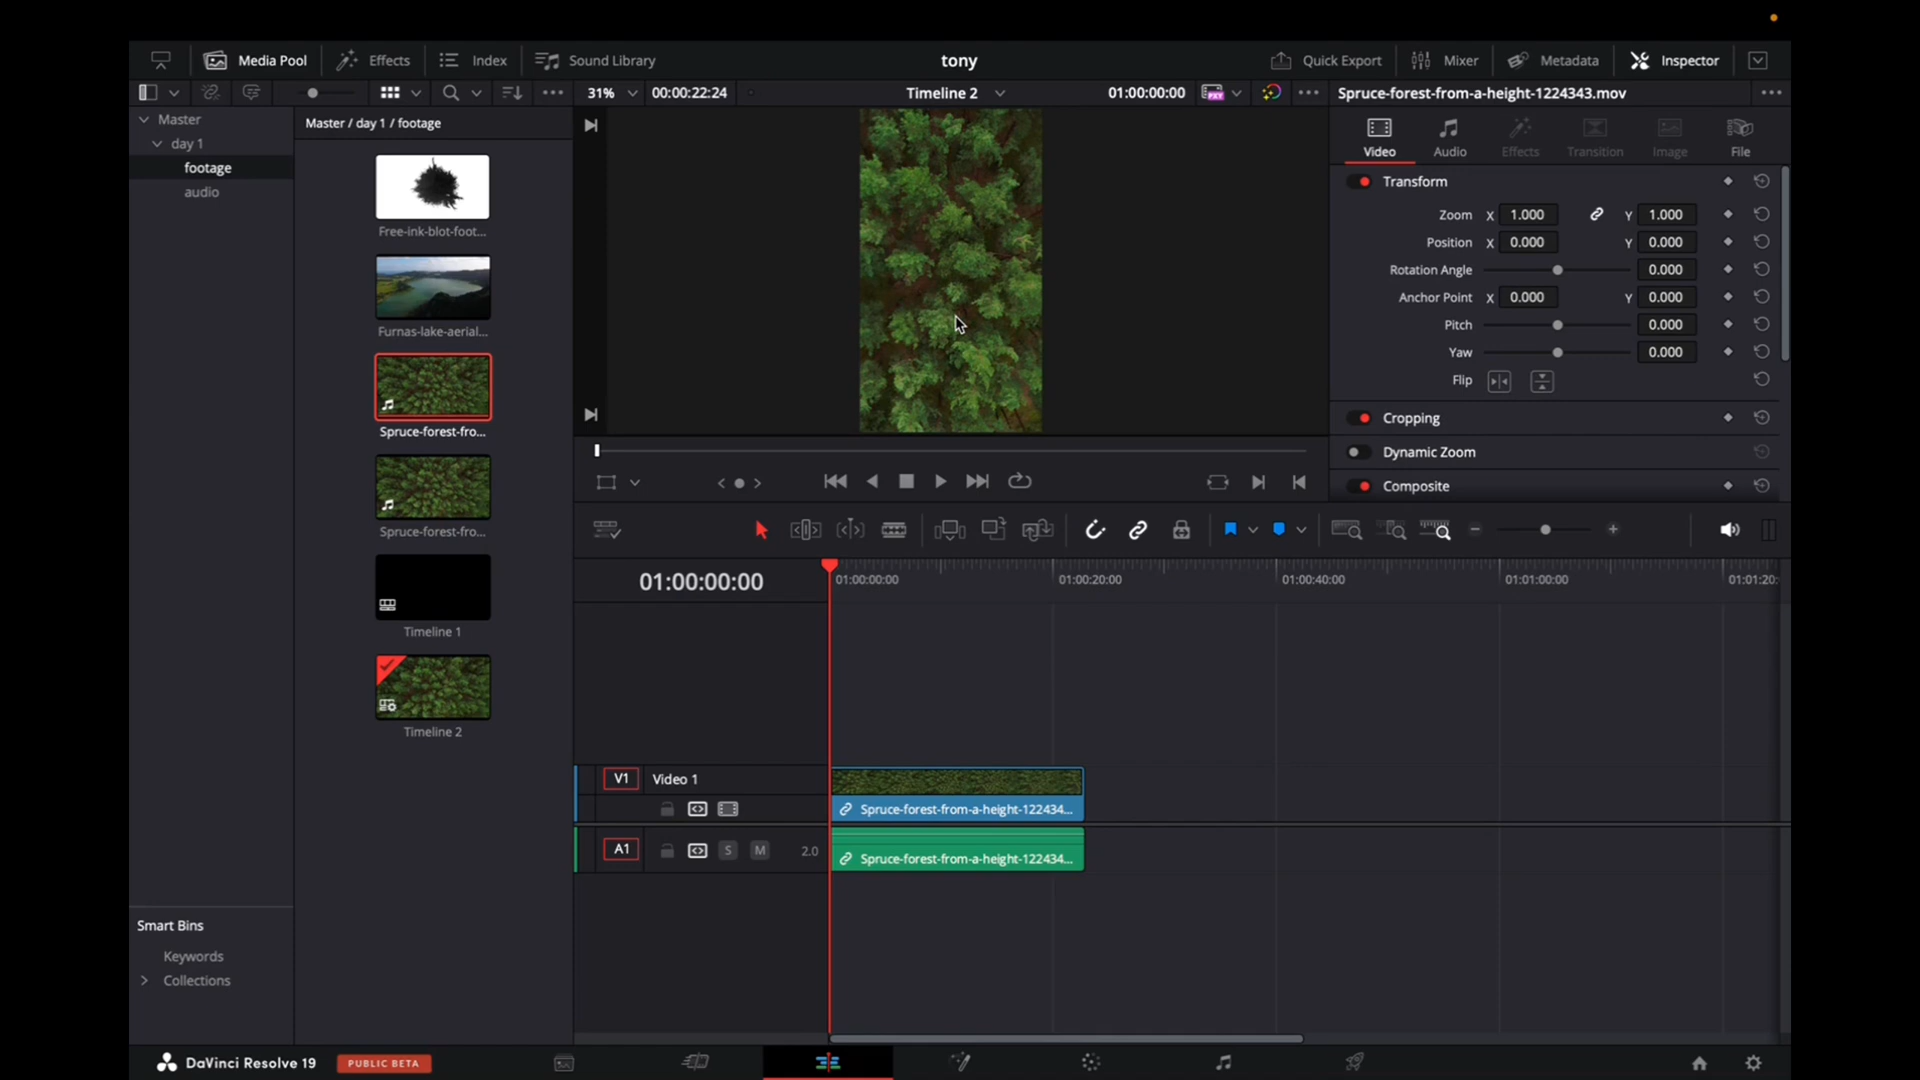 Media Pool
Effects
Index
Sound Library
tony
Quick Export
Mixer
Metadata
Inspector
31%
00:00:22:24
Timeline 2
01:00:00:00
PXY
Spruce-forest-from-a-height-1224343.mov
Master
day 1
footage
audio
Master / day 1 / footage
Free-ink-blot-foot...
Furnas-lake-aerial...
Spruce-forest-fro...
Spruce-forest-fro...
Timeline 1
Timeline 2
Video
Audio
Effects
Transition
Image
File
Transform
Zoom X 1.000 Y 1.000
Position X 0.000 Y 0.000
Rotation Angle 0.000
Anchor Point X 0.000 Y 0.000
Pitch 0.000
Yaw 0.000
Flip
Cropping
Dynamic Zoom
Composite
01:00:00:00
01:00:00:00
01:00:20:00
01:00:40:00
01:01:00:00
01:01:20:
V1
Video 1
Spruce-forest-from-a-height-122434...
A1
S
M
2.0
Spruce-forest-from-a-height-122434...
Smart Bins
Keywords
Collections
DaVinci Resolve 19
PUBLIC BETA